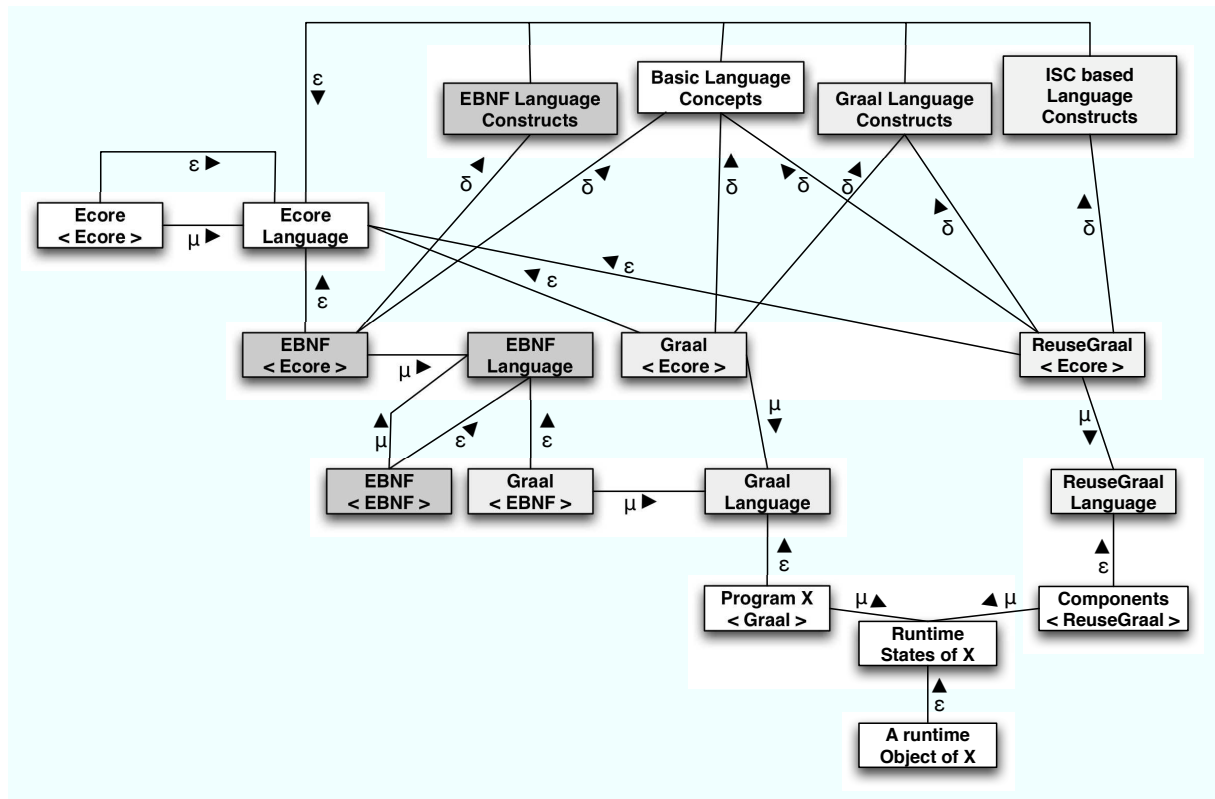 ε ▼
EBNF Language
Constructs
Basic Language
Concepts
Graal Language
Constructs
ISC based
Language
Constructs
ε ►
δ
δ
δ
δ
δ
δ
δ
Ecore
< Ecore >
μ ►
Ecore
Language
ε
ε
ε
EBNF
< Ecore >
μ ►
EBNF
Language
Graal
< Ecore >
ReuseGraal
< Ecore >
μ
ε
ε
μ
μ
EBNF
< EBNF >
Graal
< EBNF >
μ ►
Graal
Language
ReuseGraal
Language
ε
ε
Program X
< Graal >
μ
μ
Components
< ReuseGraal >
Runtime
States of X
ε
A runtime
Object of X